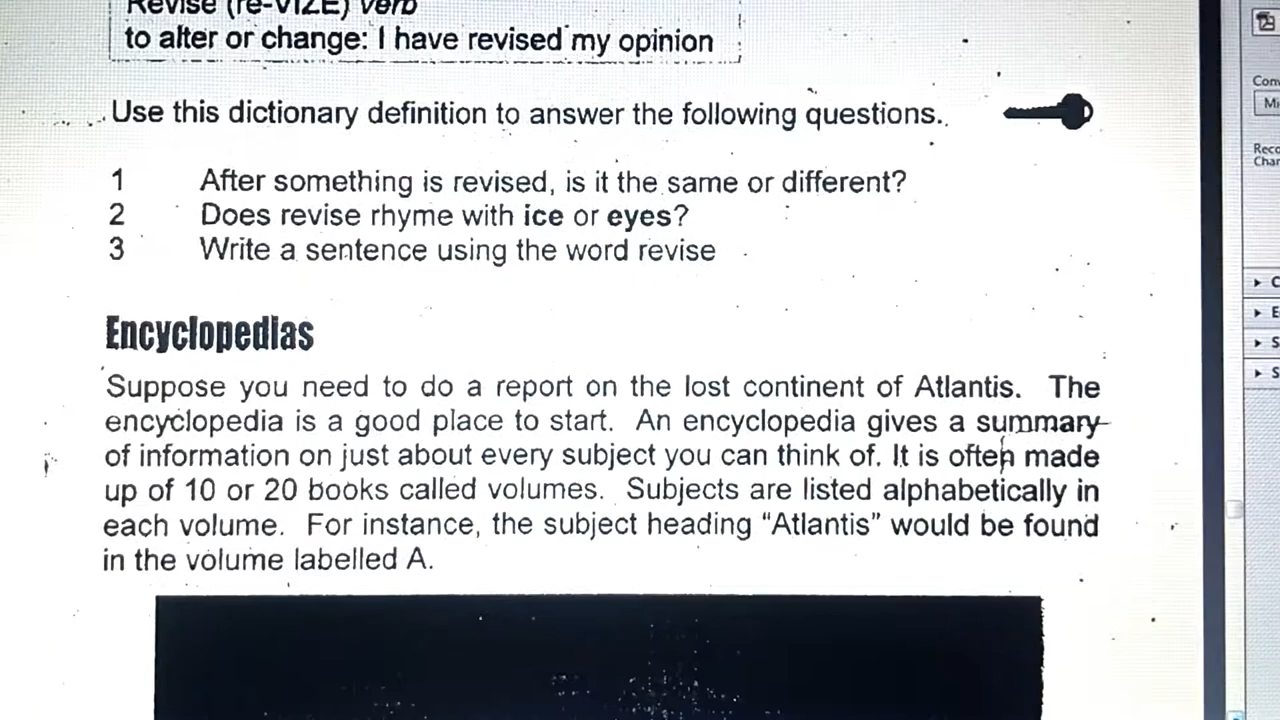 Revise (re-VIZE) verb
to alter or change: I have revised my opinion
Use this dictionary definition to answer the following questions.
1 After something is revised, is it the same or different?
2 Does revise rhyme with ice or eyes?
3 Write a sentence using the word revise
Encyclopedias
Suppose you need to do a report on the lost continent of Atlantis. The
encyclopedia is a good place to start. An encyclopedia gives a summary
of information on just about every subject you can think of. It is often made
up of 10 or 20 books called volumes. Subjects are listed alphabetically in
each volume. For instance, the subject heading “Atlantis” would be found
in the volume labelled A.